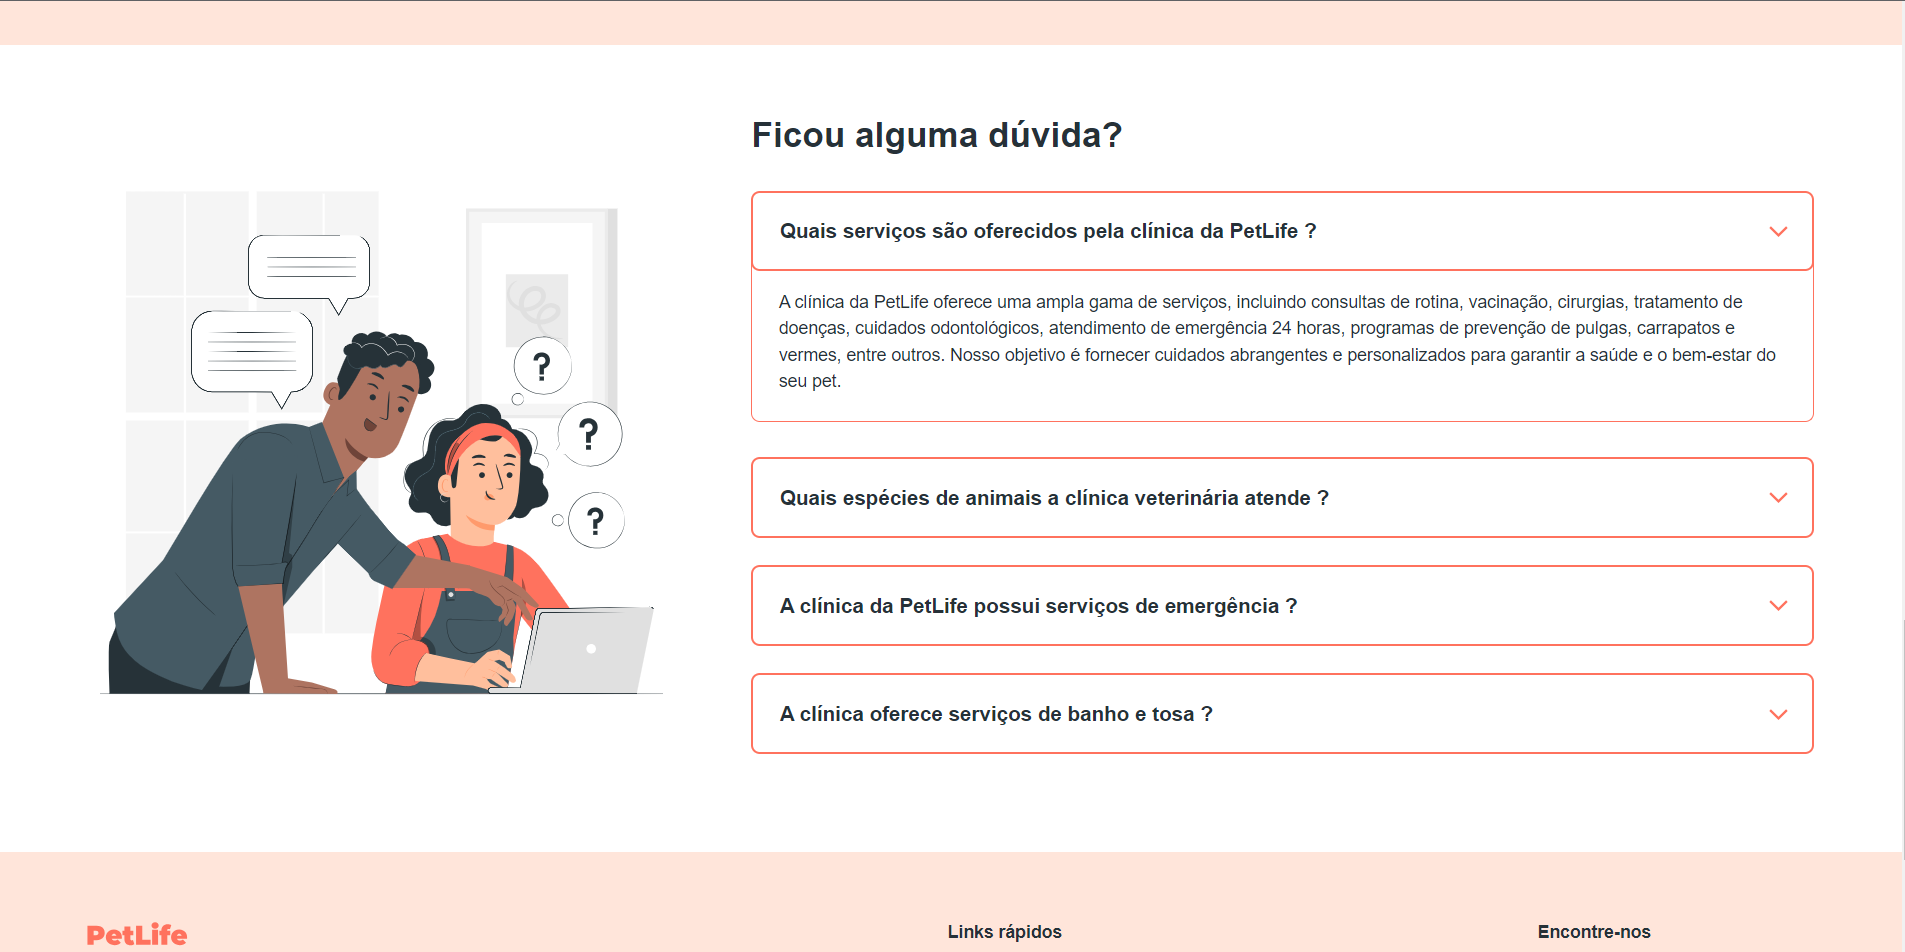 Ficou alguma dúvida?
Quais serviços são oferecidos pela clínica da PetLife ?
A clínica da PetLife oferece uma ampla gama de serviços, incluindo consultas de rotina, vacinação, cirurgias, tratamento de
doenças, cuidados odontológicos, atendimento de emergência 24 horas, programas de prevenção de pulgas, carrapatos e
vermes, entre outros. Nosso objetivo é fornecer cuidados abrangentes e personalizados para garantir a saúde e o bem-estar do
seu pet.
?
?
?
Quais espécies de animais a clínica veterinária atende ?
A clínica da PetLife possui serviços de emergência ?
A clínica oferece serviços de banho e tosa ?
PetLife
Links rápidos
Encontre-nos